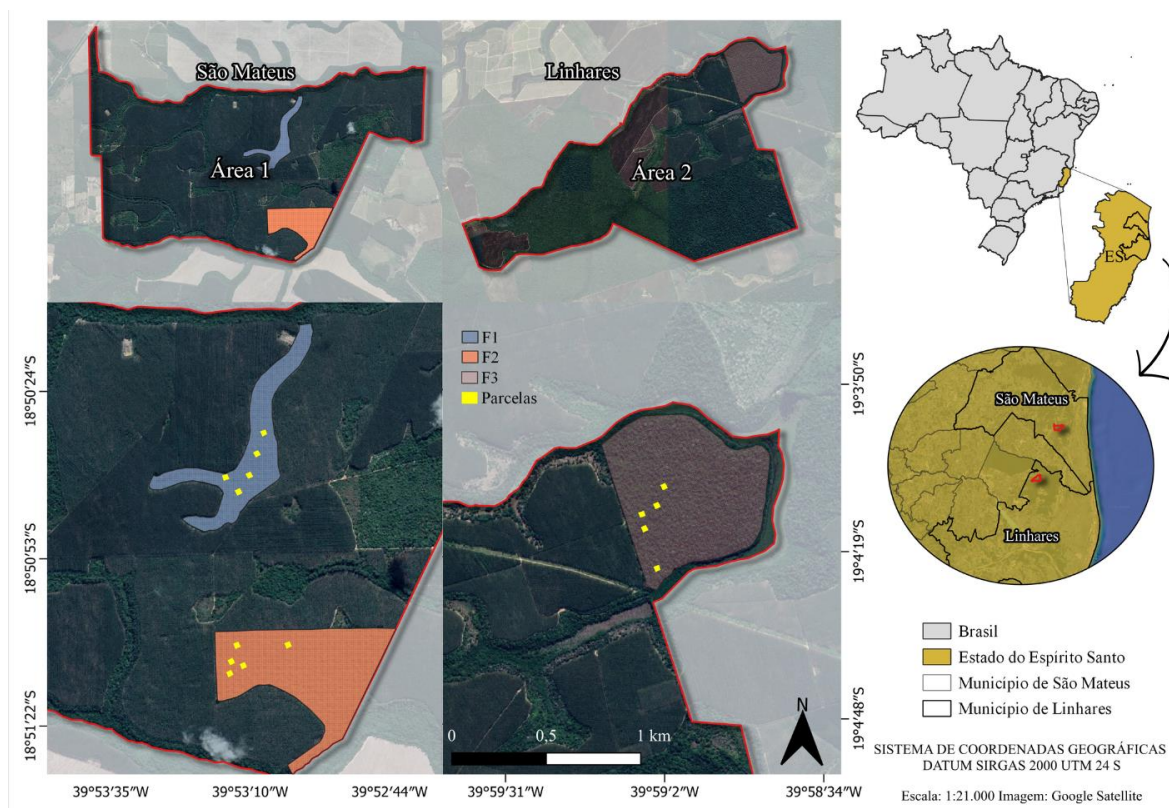 São Mateus
Área 1
Linhares
Área 2
ES
18°50'24"S
18°50'53"S
18°51'22"S
F1
F2
F3
Parcelas
19°3'50"S
19°4'19"S
19°4'48"S
0 0,5 1 km
N
39°53'35"W 39°53'10"W 39°52'44"W
39°59'31"W 39°59'2"W 39°58'34"W
São Mateus
Linhares
Brasil
Estado do Espírito Santo
Município de São Mateus
Município de Linhares
SISTEMA DE COORDENADAS GEOGRÁFICAS
DATUM SIRGAS 2000 UTM 24 S
Escala: 1:21.000 Imagem: Google Satellite